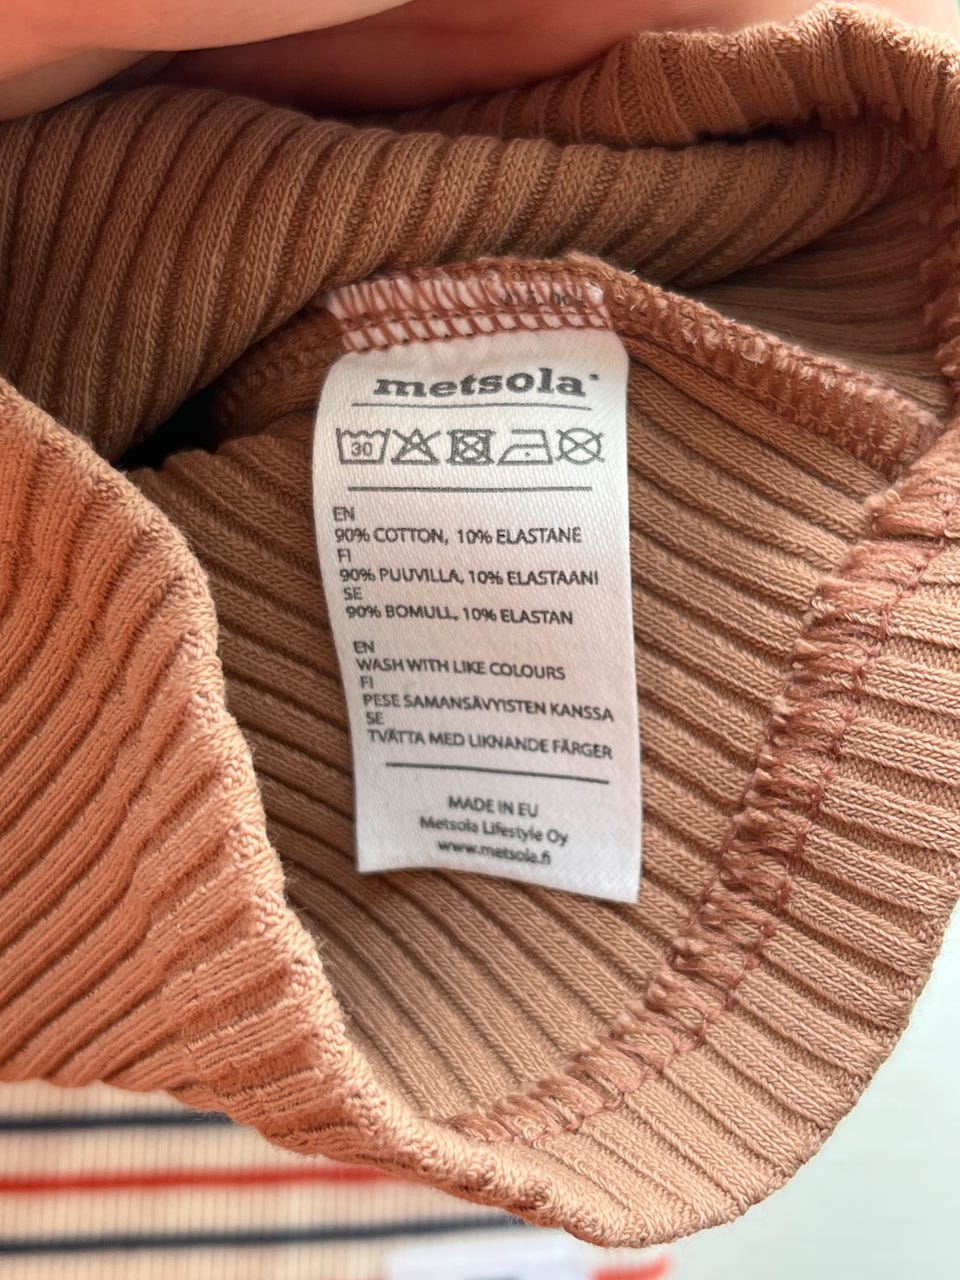 metsola
30
EN
90% COTTON, 10% ELASTANE
FI
90% PUUVILLA, 10% ELASTAANI
SE
90% BOMULL, 10% ELASTAN
EN
WASH WITH LIKE COLOURS
FI
PESE SAMANSÄVYISTEN KANSSA
SE
TVÄTTA MED LIKNANDE FÄRGER
MADE IN EU
Metsola Lifestyle Oy
www.metsola.fi